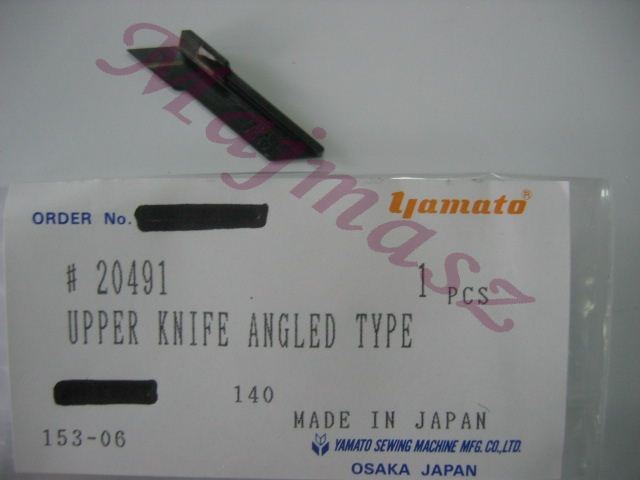 Majmasz
yamato®
ORDER No.
# 20491 1 PCS
UPPER KNIFE ANGLED TYPE
140
MADE IN JAPAN
153-06
YAMATO SEWING MACHINE MFG.CO.,LTD.
OSAKA JAPAN